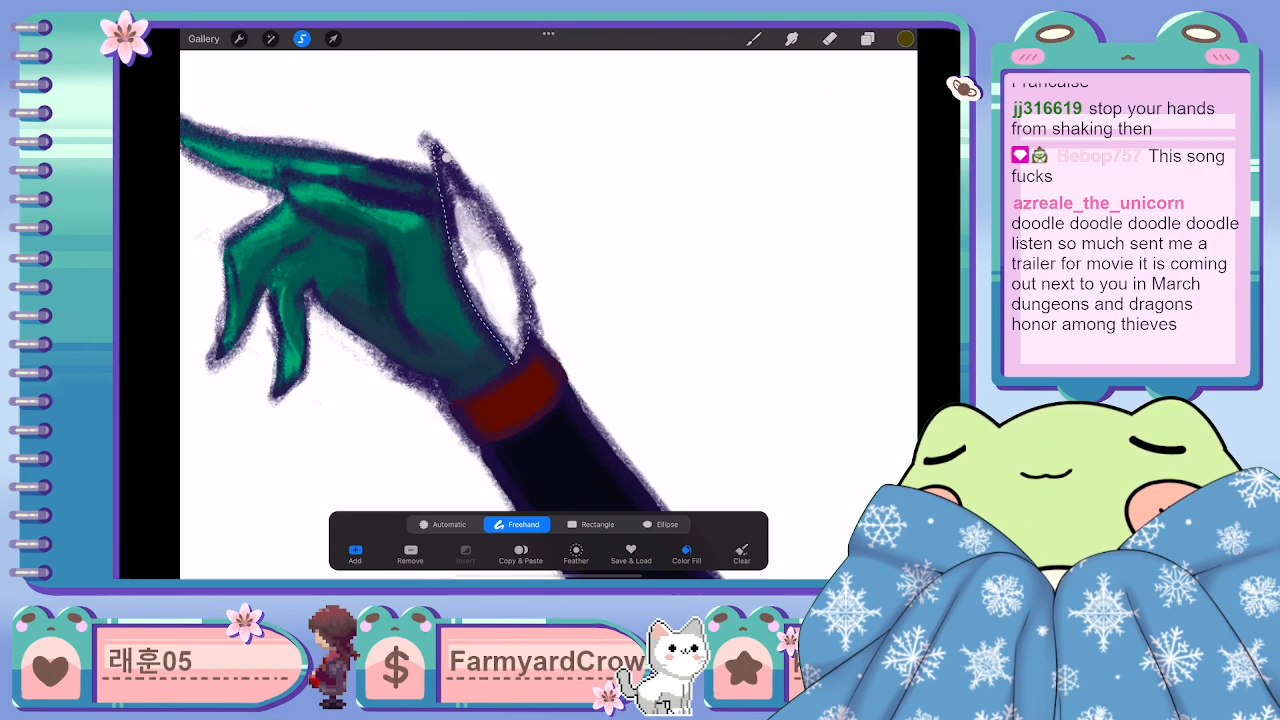 Gallery
Francaise
jj316619 stop your hands
from shaking then
Bebop757 This song
fucks
azreale_the_unicorn
doodle doodle doodle doodle
listen so much sent me a
trailer for movie it is coming
out next to you in March
dungeons and dragons
honor among thieves
Automatic Freehand Rectangle Ellipse
Add Remove Invert Copy & Paste Feather Save & Load Color Fill Clear
래훈05
FarmyardCrow